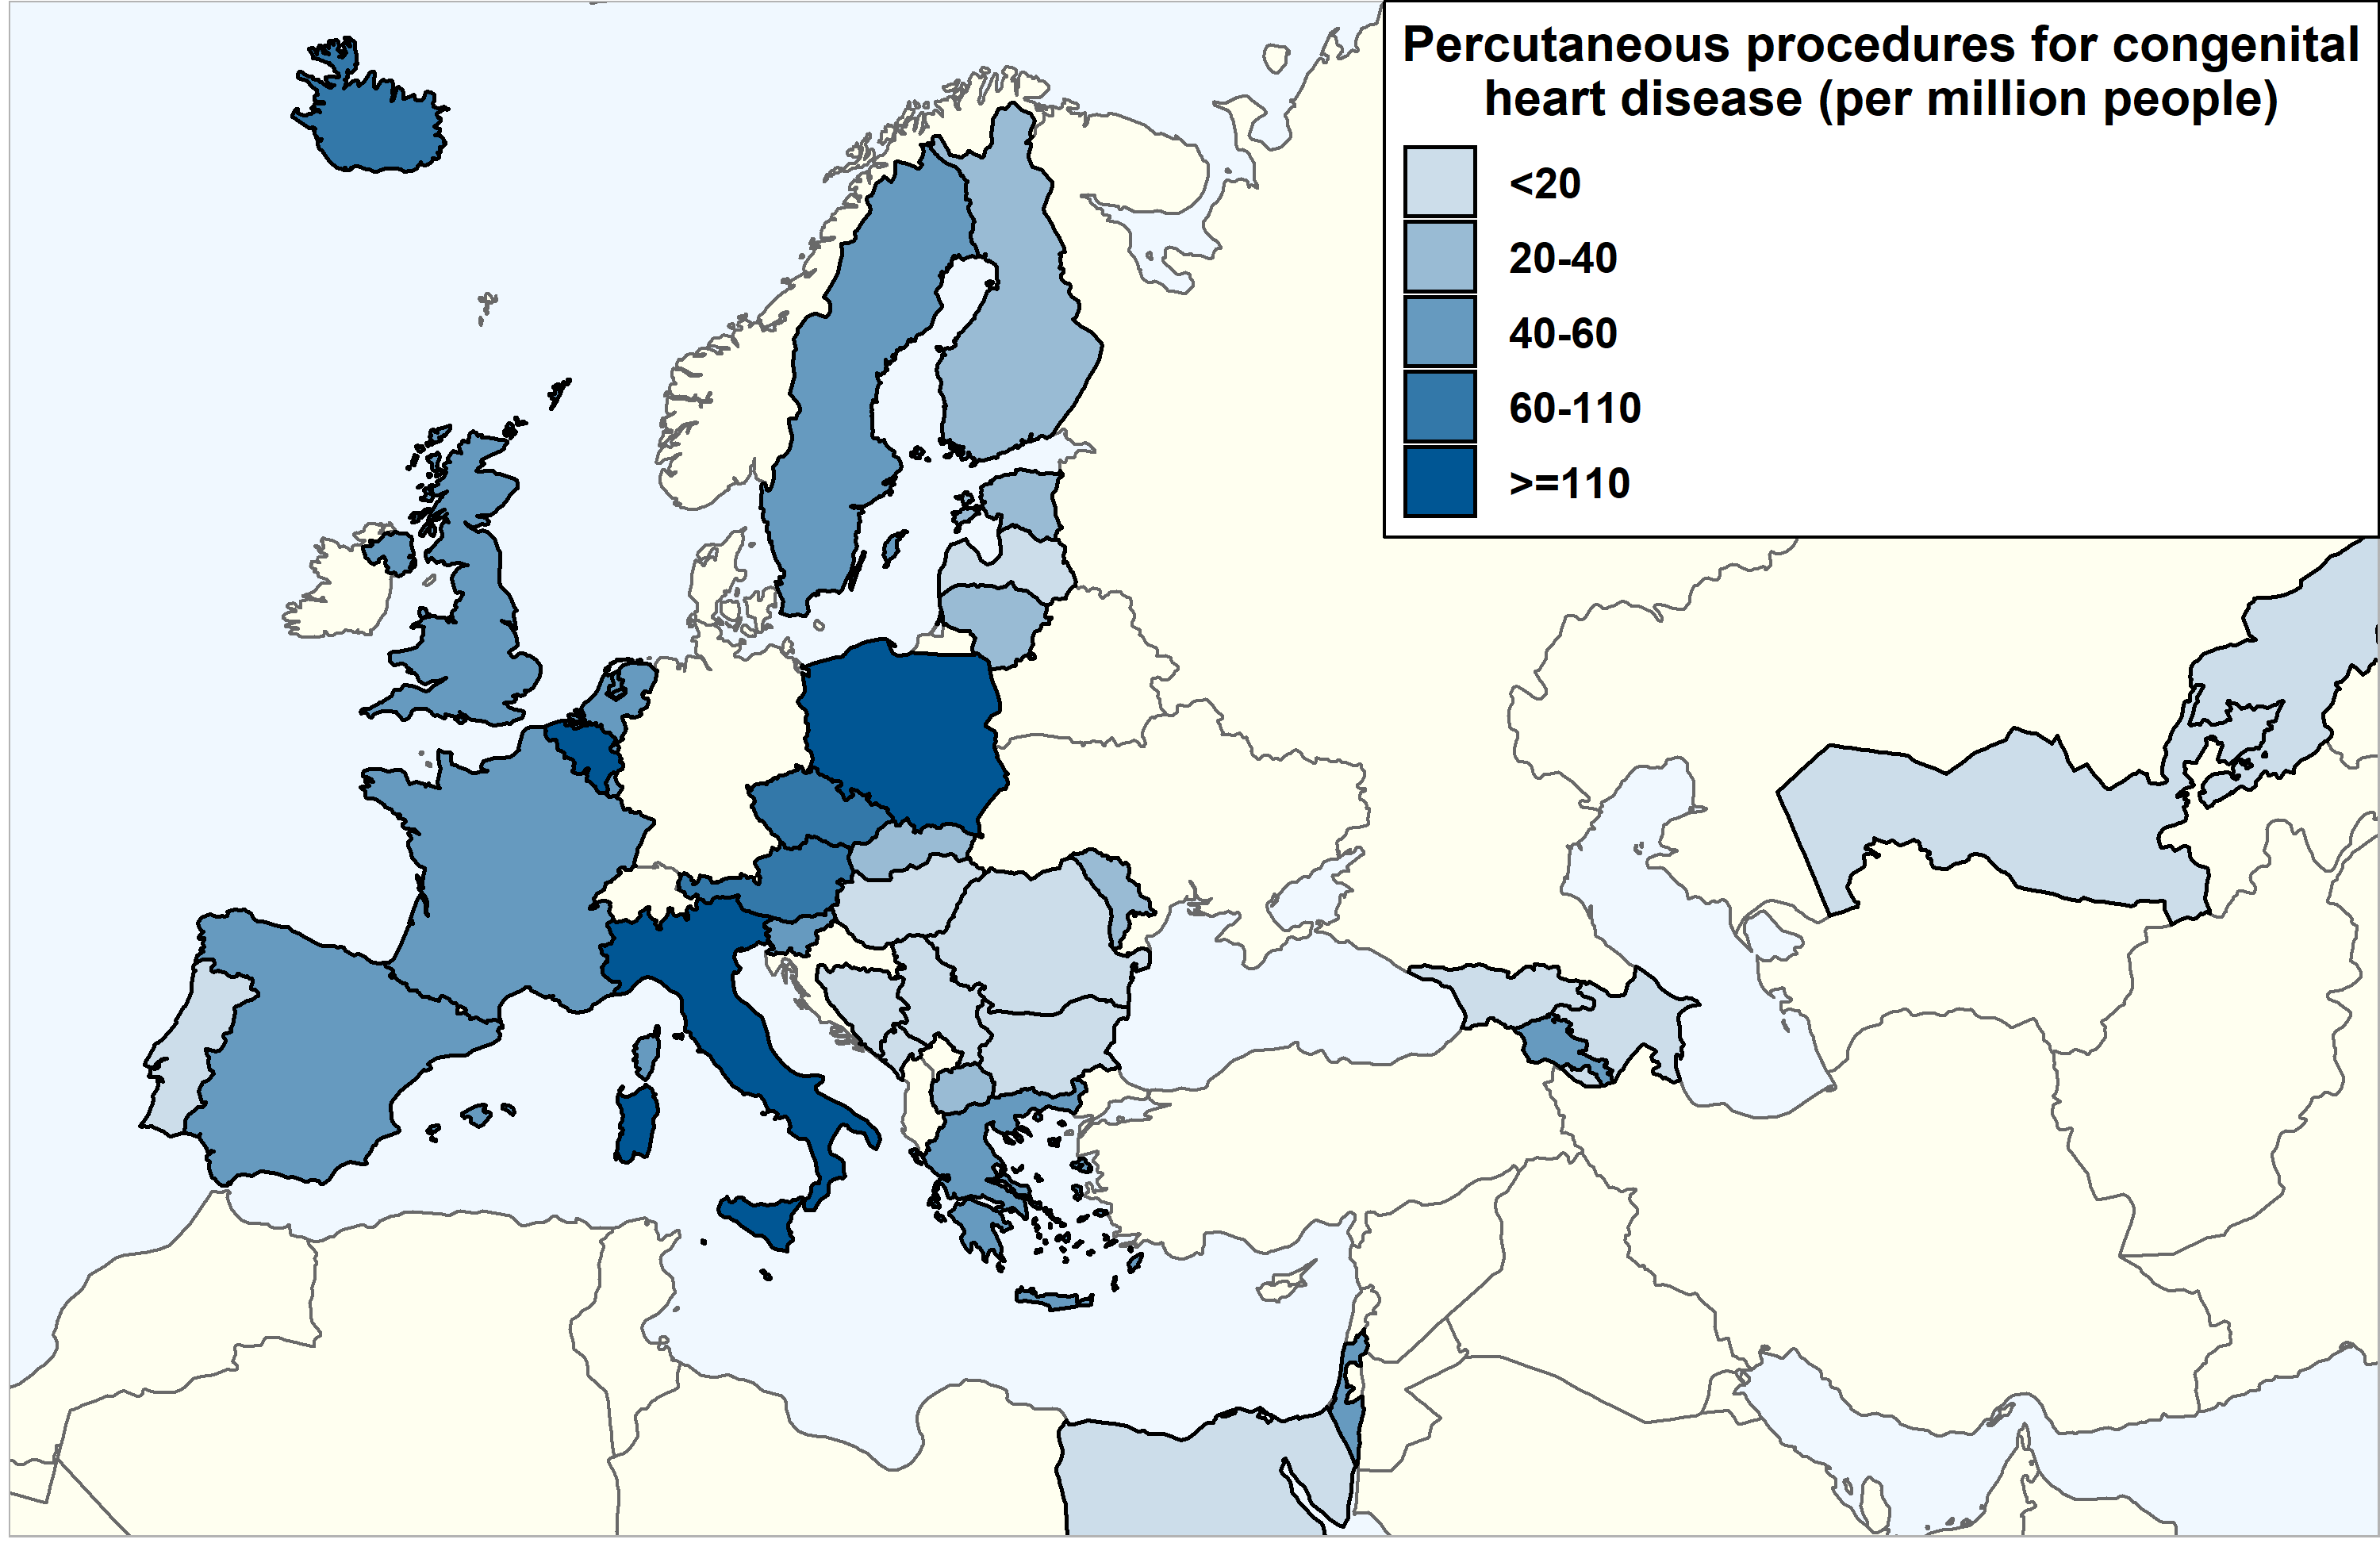 Percutaneous procedures for congenital
heart disease (per million people)
<20
20-40
40-60
60-110
>=110